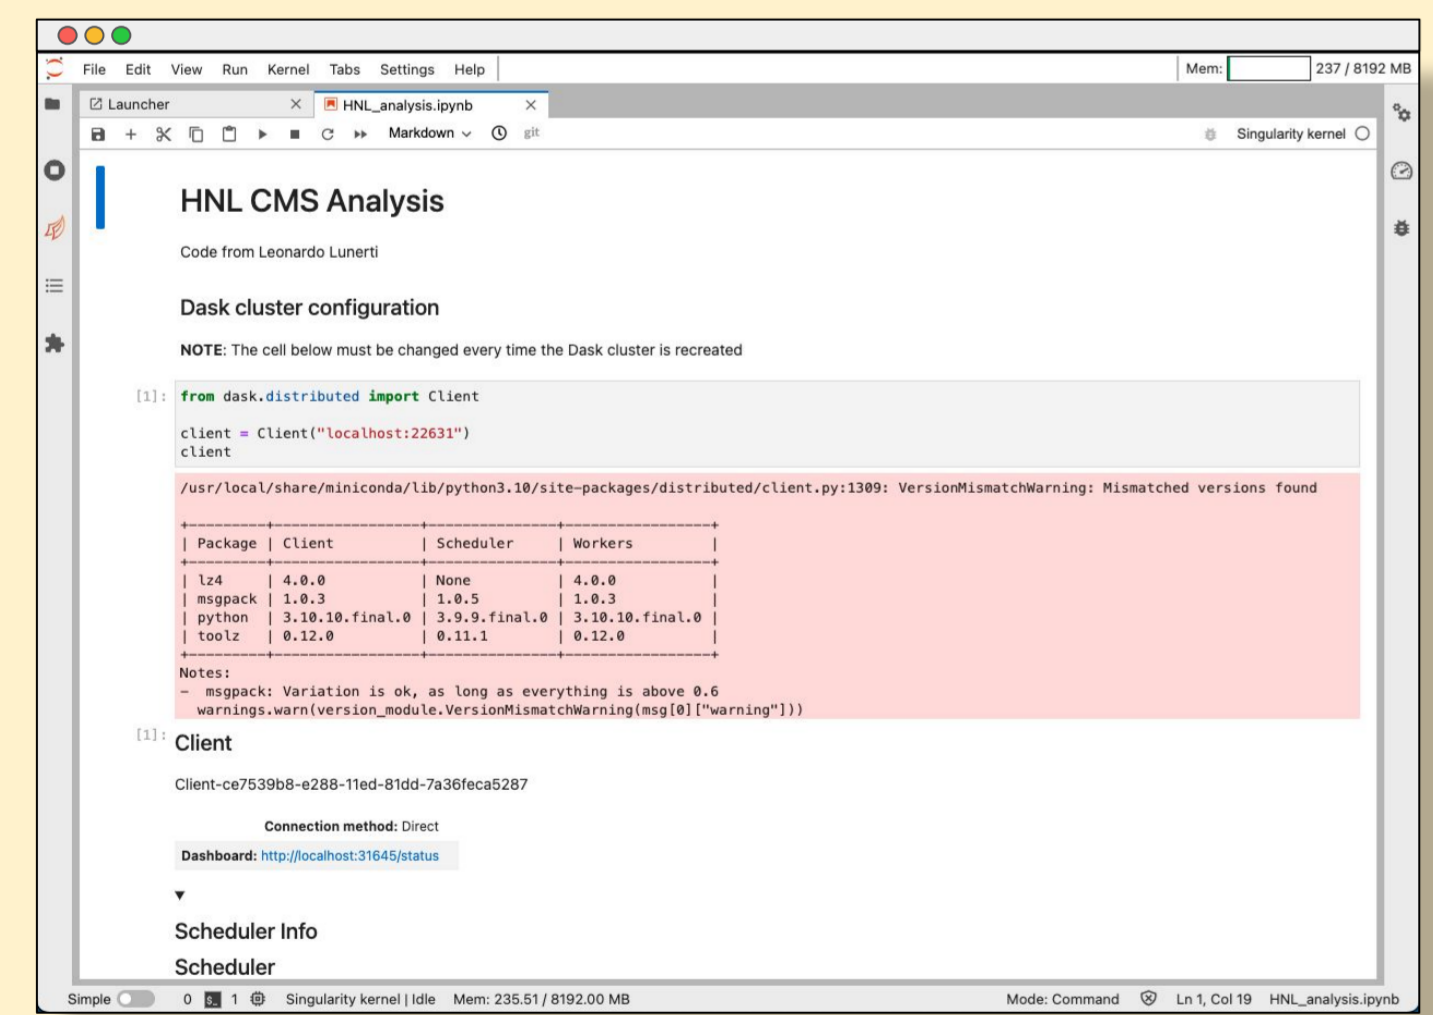 File Edit View Run Kernel Tabs Settings Help Mem: 237 / 8192 MB
Launcher HNL_analysis.ipynb
Markdown git Singularity kernel
HNL CMS Analysis
Code from Leonardo Lunerti
Dask cluster configuration
NOTE: The cell below must be changed every time the Dask cluster is recreated
[1]: from dask.distributed import Client
client = Client("localhost:22631")
client
/usr/local/share/miniconda/lib/python3.10/site-packages/distributed/client.py:1309: VersionMismatchWarning: Mismatched versions found
+---------+-----------------+---------------+-----------------+
| Package | Client | Scheduler | Workers |
+---------+-----------------+---------------+-----------------+
| lz4 | 4.0.0 | None | 4.0.0 |
| msgpack | 1.0.3 | 1.0.5 | 1.0.3 |
| python | 3.10.10.final.0 | 3.9.9.final.0 | 3.10.10.final.0 |
| toolz | 0.12.0 | 0.11.1 | 0.12.0 |
+---------+-----------------+---------------+-----------------+
Notes:
- msgpack: Variation is ok, as long as everything is above 0.6
warnings.warn(version_module.VersionMismatchWarning(msg[0]["warning"]))
[1]: Client
Client-ce7539b8-e288-11ed-81dd-7a36feca5287
Connection method: Direct
Dashboard: http://localhost:31645/status
▼
Scheduler Info
Scheduler
Simple 0 $_ 1 Singularity kernel | Idle Mem: 235.51 / 8192.00 MB Mode: Command Ln 1, Col 19 HNL_analysis.ipynb